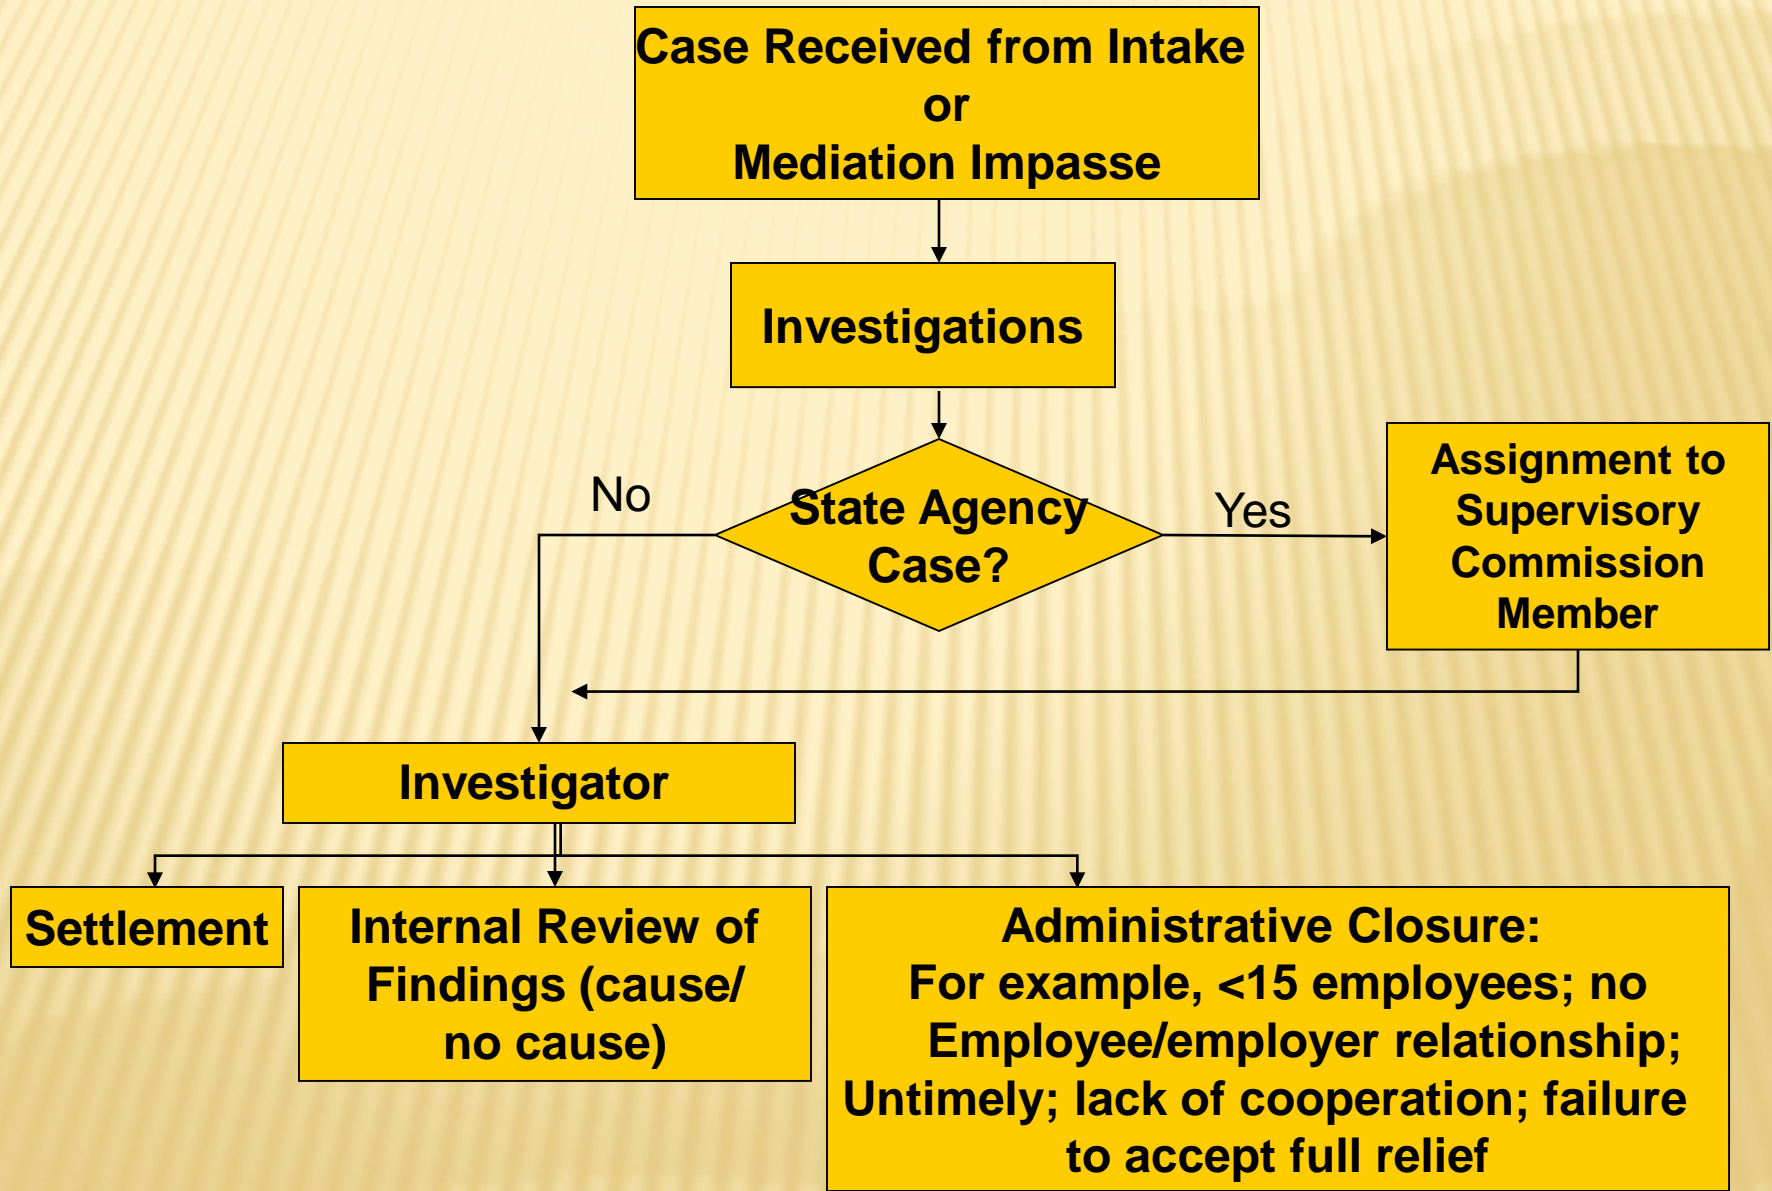 Case Received from Intake
or
Mediation Impasse
Investigations
No
State Agency
Case?
Yes
Assignment to
Supervisory
Commission
Member
Investigator
Settlement
Internal Review of
Findings (cause/
no cause)
Administrative Closure:
For example, <15 employees; no
Employee/employer relationship;
Untimely; lack of cooperation; failure
to accept full relief